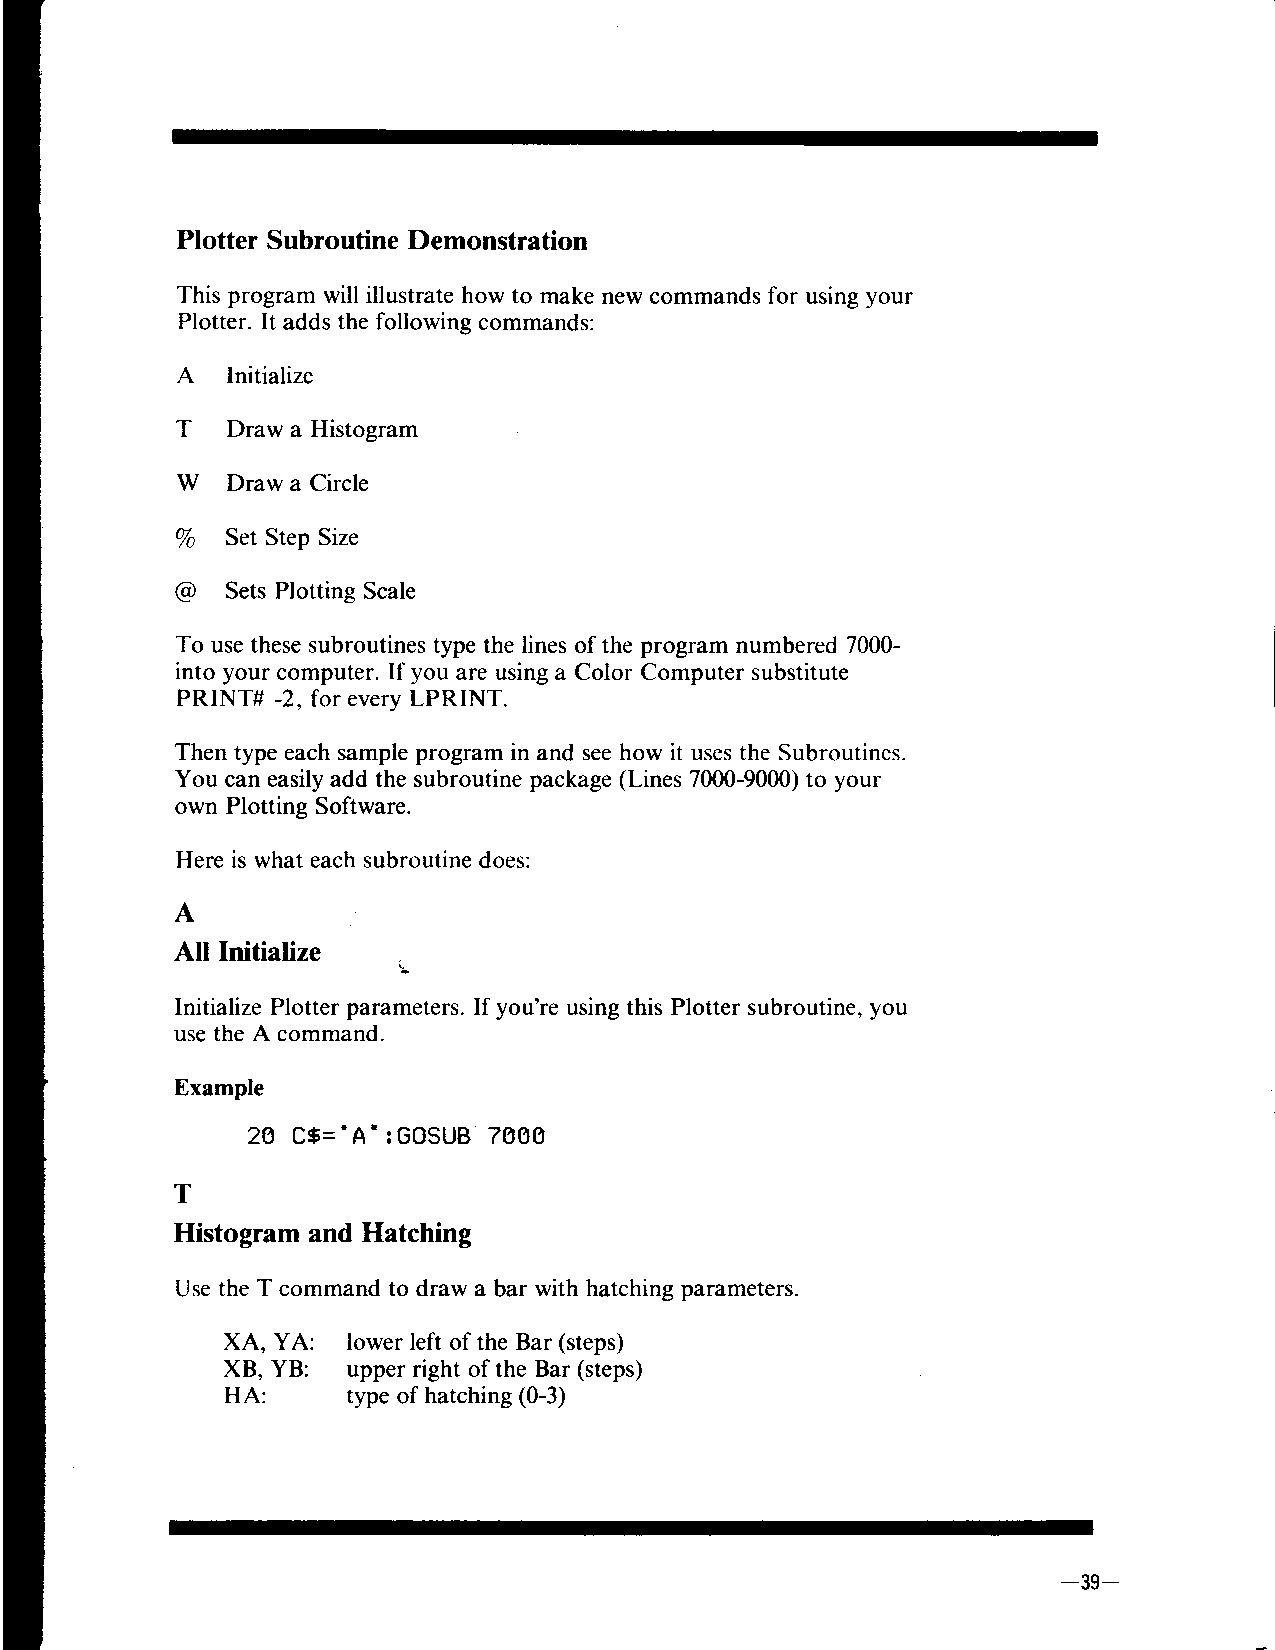 Plotter Subroutine Demonstration
This program will illustrate how to make new commands for using your
Plotter. It adds the following commands:
A Initialize
T Draw a Histogram
W Draw a Circle
% Set Step Size
@ Sets Plotting Scale
To use these subroutines type the lines of the program numbered 7000-
into your computer. If you are using a Color Computer substitute
PRINT# -2, for every LPRINT.
Then type each sample program in and see how it uses the Subroutines.
You can easily add the subroutine package (Lines 7000-9000) to your
own Plotting Software.
Here is what each subroutine does:
A
All Initialize
Initialize Plotter parameters. If you're using this Plotter subroutine, you
use the A command.
Example
20 C$="A":GOSUB 7000
T
Histogram and Hatching
Use the T command to draw a bar with hatching parameters.
XA, YA: lower left of the Bar (steps)
XB, YB: upper right of the Bar (steps)
HA: type of hatching (0-3)
—39—